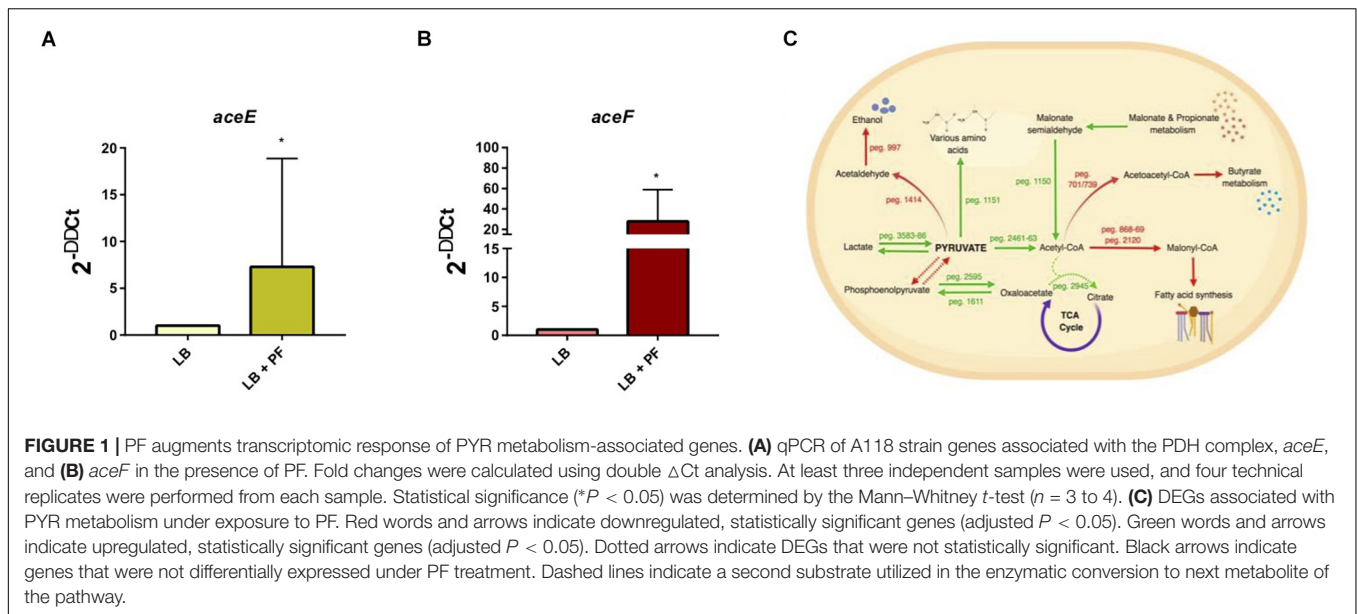 A
B
C
aceE
20
15
10
5
0
2-DDCt
*
LB
LB + PF
aceF
100
80
60
40
20
15
10
5
0
2-DDCt
*
LB
LB + PF
Ethanol
peg. 997
Acetaldehyde
peg. 1414
Various amino
acids
peg. 1151
Malonate
semialdehyde
Malonate & Propionate
metabolism
peg. 1150
peg.
701/739
Acetoacetyl-CoA
Butyrate
metabolism
Lactate
peg. 3583-86
PYRUVATE
peg. 2461-63
Acetyl-CoA
peg. 868-69
peg. 2120
Malonyl-CoA
Phosphoenolpyruvate
peg. 2595
peg. 1611
Oxaloacetate
peg. 2945
Citrate
TCA
Cycle
Fatty acid synthesis
FIGURE 1 | PF augments transcriptomic response of PYR metabolism-associated genes. (A) qPCR of A118 strain genes associated with the PDH complex, aceE,
and (B) aceF in the presence of PF. Fold changes were calculated using double △Ct analysis. At least three independent samples were used, and four technical
replicates were performed from each sample. Statistical significance (*P < 0.05) was determined by the Mann–Whitney t-test (n = 3 to 4). (C) DEGs associated with
PYR metabolism under exposure to PF. Red words and arrows indicate downregulated, statistically significant genes (adjusted P < 0.05). Green words and arrows
indicate upregulated, statistically significant genes (adjusted P < 0.05). Dotted arrows indicate DEGs that were not statistically significant. Black arrows indicate
genes that were not differentially expressed under PF treatment. Dashed lines indicate a second substrate utilized in the enzymatic conversion to next metabolite of
the pathway.